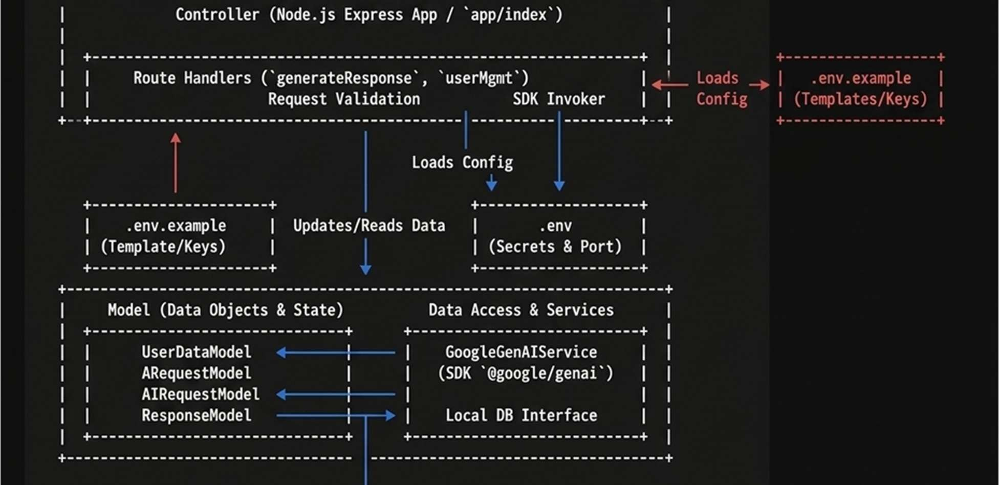 Controller (Node.js Express App / `app/index`)
Route Handlers (`generateResponse`, `userMgmt`)
Request Validation SDK Invoker
Loads
Config
.env.example
(Templates/Keys)
Loads Config
.env.example
(Template/Keys)
Updates/Reads Data
.env
(Secrets & Port)
Model (Data Objects & State)
UserDataModel
ARequestModel
AIRequestModel
ResponseModel
Data Access & Services
GoogleGenAIService
(SDK `@google/genai`)
Local DB Interface